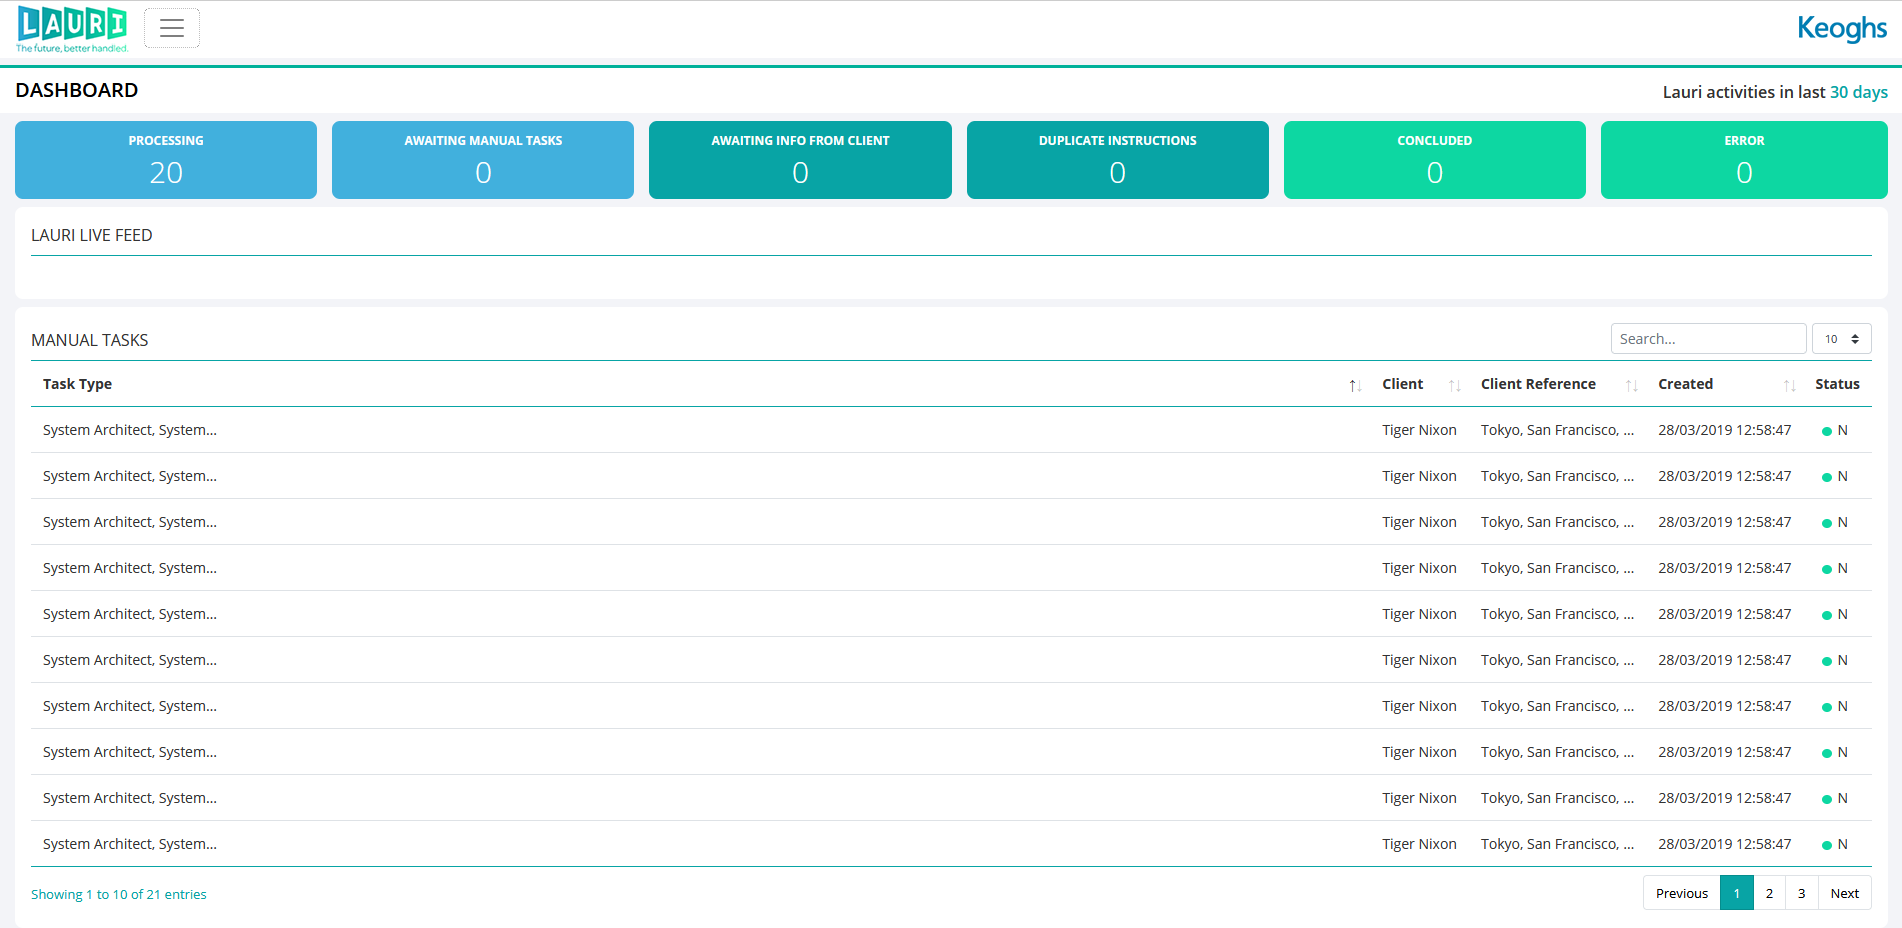 LAURI
The future, better handled.
Keoghs
DASHBOARD
Lauri activities in last 30 days
PROCESSING
20
AWAITING MANUAL TASKS
0
AWAITING INFO FROM CLIENT
0
DUPLICATE INSTRUCTIONS
0
CONCLUDED
0
ERROR
0
LAURI LIVE FEED
MANUAL TASKS
Search...
10
Task Type Client Client Reference Created Status
System Architect, System... Tiger Nixon Tokyo, San Francisco, ... 28/03/2019 12:58:47 N
System Architect, System... Tiger Nixon Tokyo, San Francisco, ... 28/03/2019 12:58:47 N
System Architect, System... Tiger Nixon Tokyo, San Francisco, ... 28/03/2019 12:58:47 N
System Architect, System... Tiger Nixon Tokyo, San Francisco, ... 28/03/2019 12:58:47 N
System Architect, System... Tiger Nixon Tokyo, San Francisco, ... 28/03/2019 12:58:47 N
System Architect, System... Tiger Nixon Tokyo, San Francisco, ... 28/03/2019 12:58:47 N
System Architect, System... Tiger Nixon Tokyo, San Francisco, ... 28/03/2019 12:58:47 N
System Architect, System... Tiger Nixon Tokyo, San Francisco, ... 28/03/2019 12:58:47 N
System Architect, System... Tiger Nixon Tokyo, San Francisco, ... 28/03/2019 12:58:47 N
System Architect, System... Tiger Nixon Tokyo, San Francisco, ... 28/03/2019 12:58:47 N
Showing 1 to 10 of 21 entries
Previous 1 2 3 Next